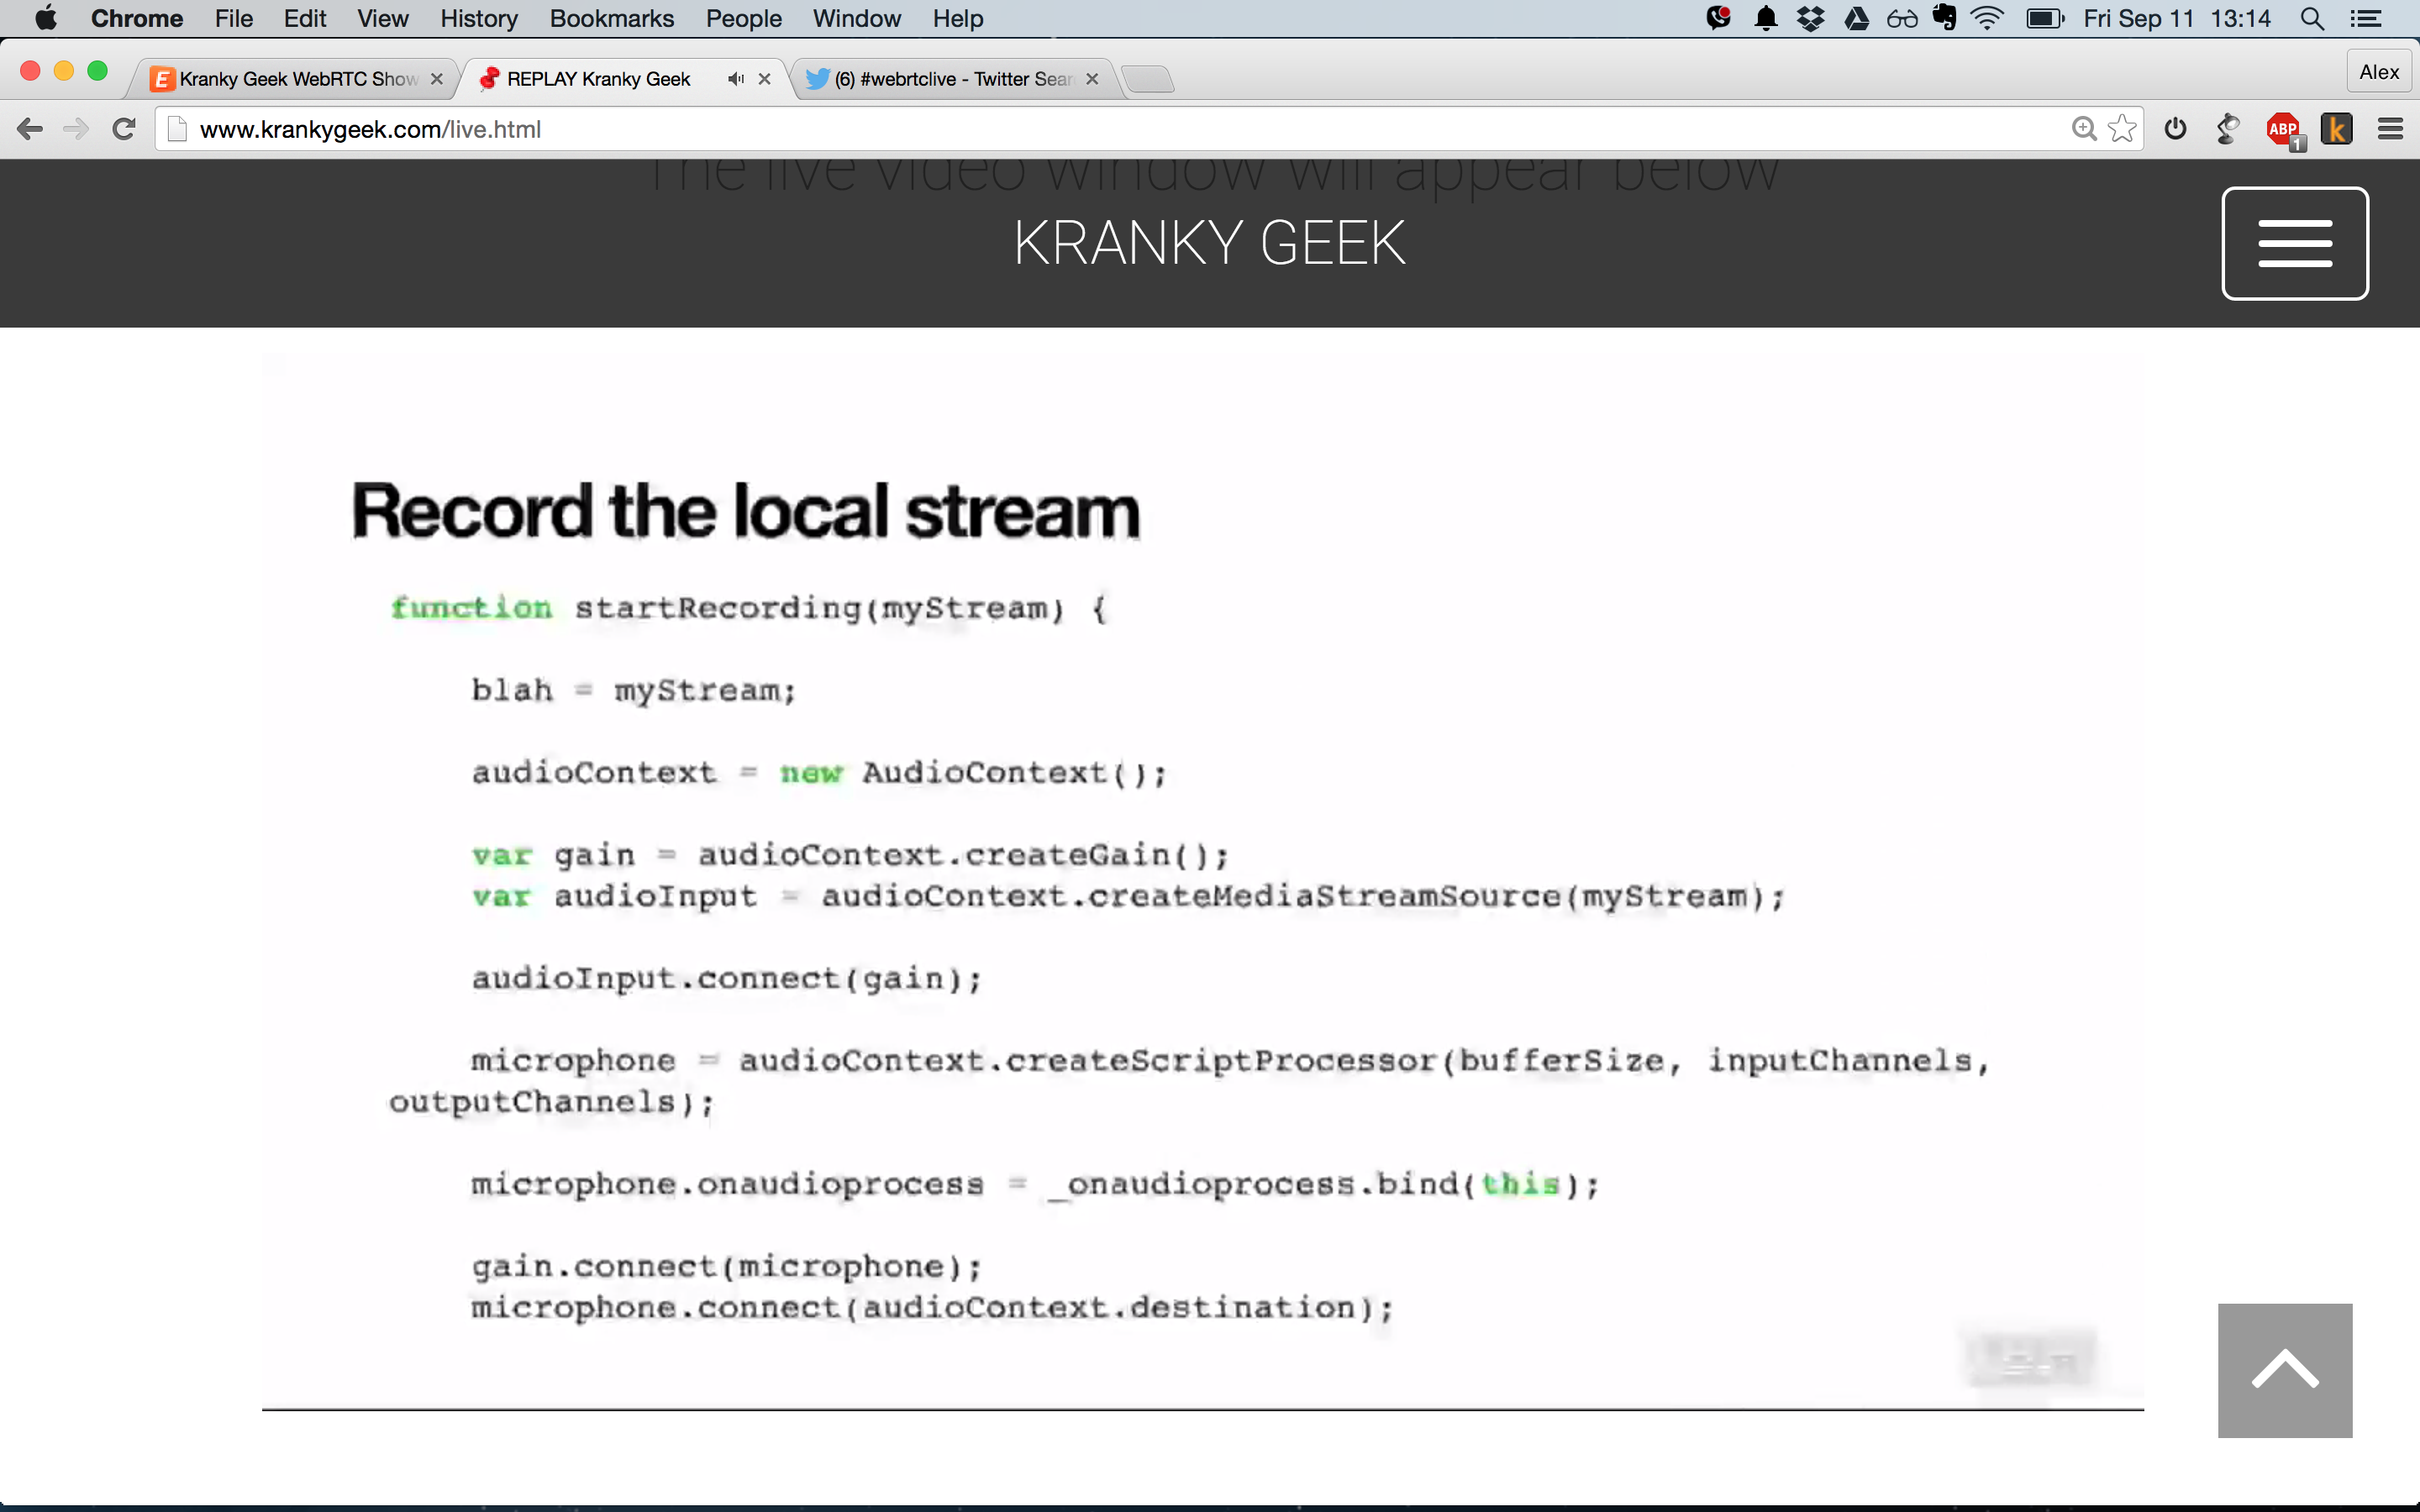 Chrome File Edit View History Bookmarks People Window Help Fri Sep 11 13:14
Kranky Geek WebRTC Show REPLAY Kranky Geek (6) #webrtclive - Twitter Sear Alex
www.krankygeek.com/live.html ABP 1 k
The live video window will appear below
KRANKY GEEK
Record the local stream
function startRecording(myStream) {
blah = myStream;
audioContext = new AudioContext();
var gain = audioContext.createGain();
var audioInput = audioContext.createMediaStreamSource(myStream);
audioInput.connect(gain);
microphone = audioContext.createScriptProcessor(bufferSize, inputChannels,
outputChannels);
microphone.onaudioprocess = _onaudioprocess.bind(this);
gain.connect(microphone);
microphone.connect(audioContext.destination);